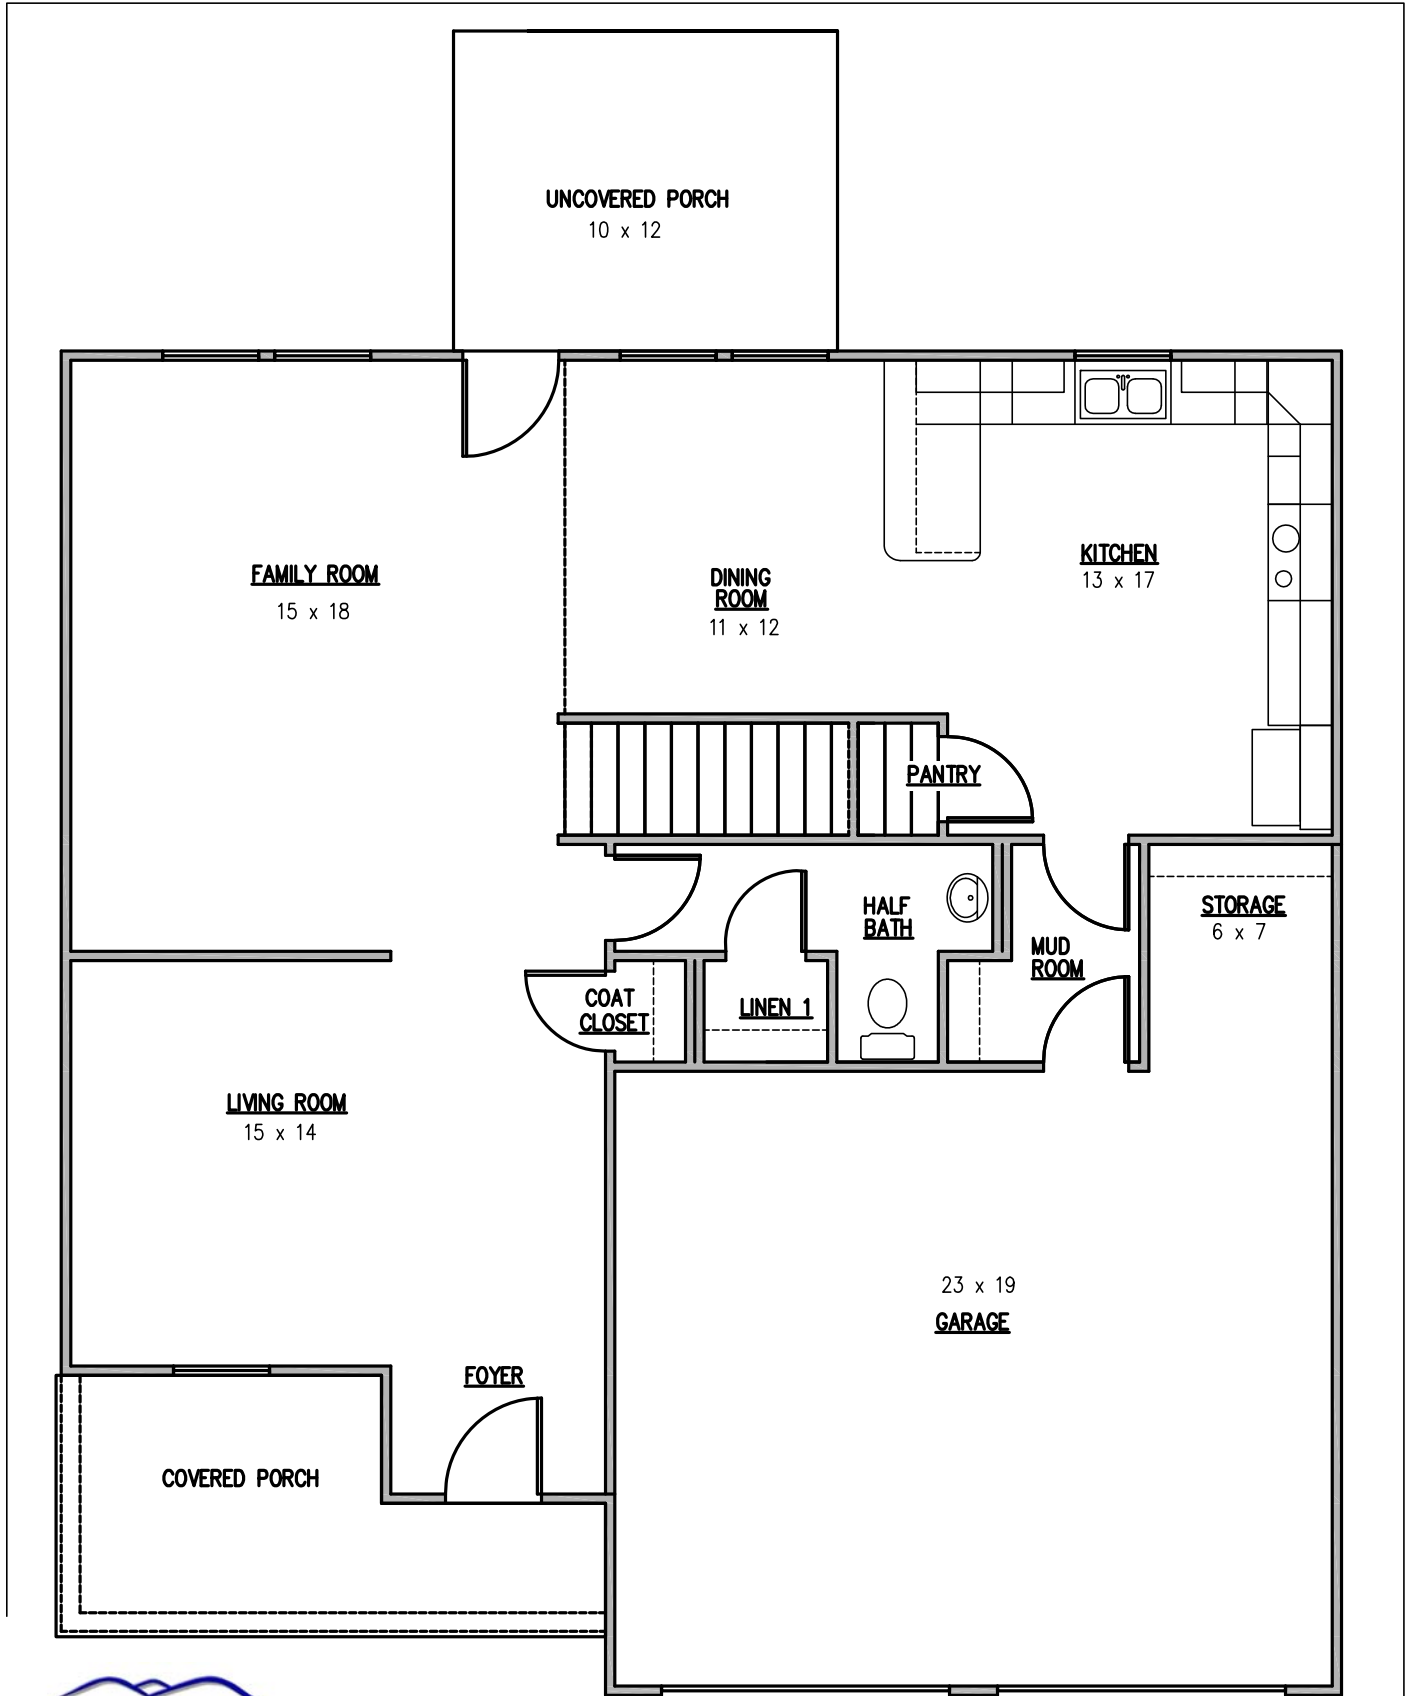 UNCOVERED PORCH
10 x 12
FAMILY ROOM
15 x 18
DINING
ROOM
11 x 12
KITCHEN
13 x 17
PANTRY
HALF
BATH
STORAGE
6 x 7
MUD
ROOM
COAT
CLOSET
LINEN 1
LIVING ROOM
15 x 14
23 x 19
GARAGE
FOYER
COVERED PORCH